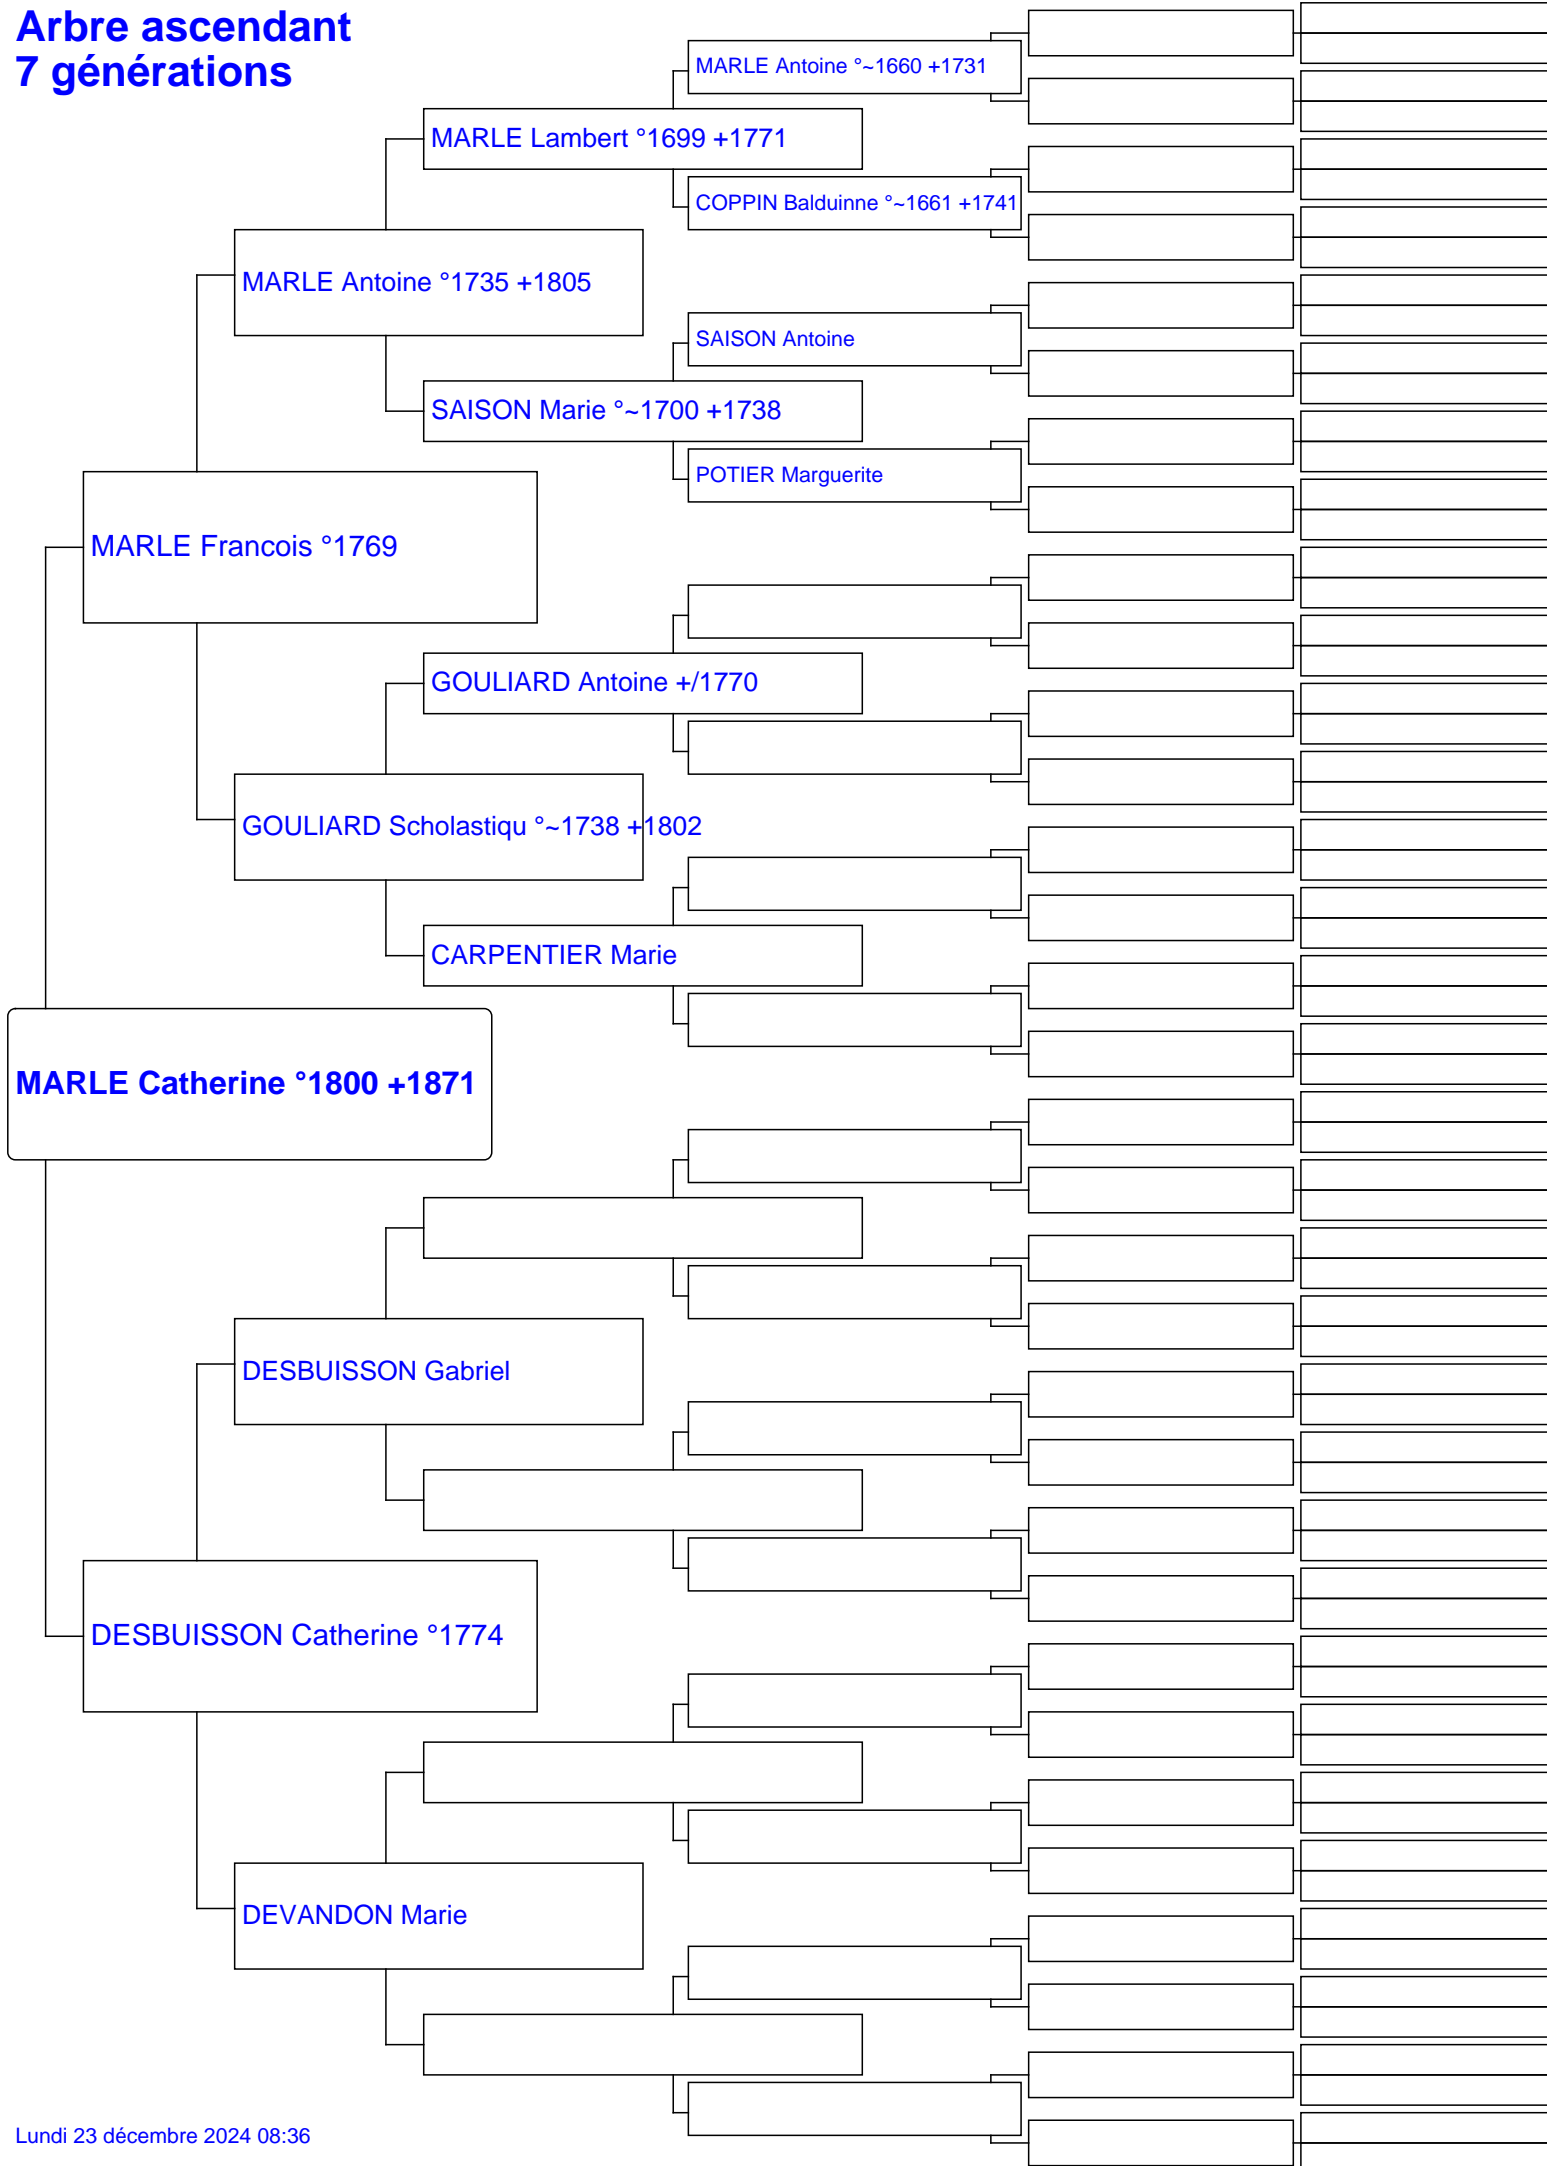 Arbre ascendant
7 générations
MARLE Antoine °~1660 +1731
MARLE Lambert °1699 +1771
COPPIN Balduinne °~1661 +1741
MARLE Antoine °1735 +1805
SAISON Antoine
SAISON Marie °~1700 +1738
POTIER Marguerite
MARLE Francois °1769
GOULIARD Antoine +/1770
GOULIARD Scholastiqu °~1738 +1802
CARPENTIER Marie
MARLE Catherine °1800 +1871
DESBUISSON Gabriel
DESBUISSON Catherine °1774
DEVANDON Marie
Lundi 23 décembre 2024 08:36